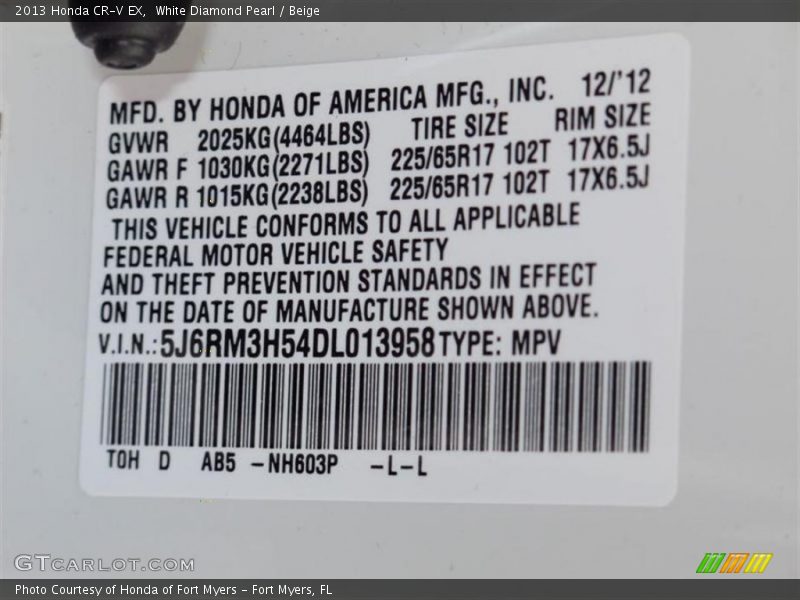 2013 Honda CR-V EX,  White Diamond Pearl / Beige
MFD. BY HONDA OF AMERICA MFG., INC. 12/'12
GVWR 2025KG(4464LBS) TIRE SIZE RIM SIZE
GAWR F 1030KG(2271LBS) 225/65R17 102T 17X6.5J
GAWR R 1015KG(2238LBS) 225/65R17 102T 17X6.5J
THIS VEHICLE CONFORMS TO ALL APPLICABLE
FEDERAL MOTOR VEHICLE SAFETY
AND THEFT PREVENTION STANDARDS IN EFFECT
ON THE DATE OF MANUFACTURE SHOWN ABOVE.
V.I.N.:5J6RM3H54DL013958 TYPE: MPV
TOH D AB5 -NH603P -L-L
GTCARLOT.COM
Photo Courtesy of Honda of Fort Myers - Fort Myers, FL